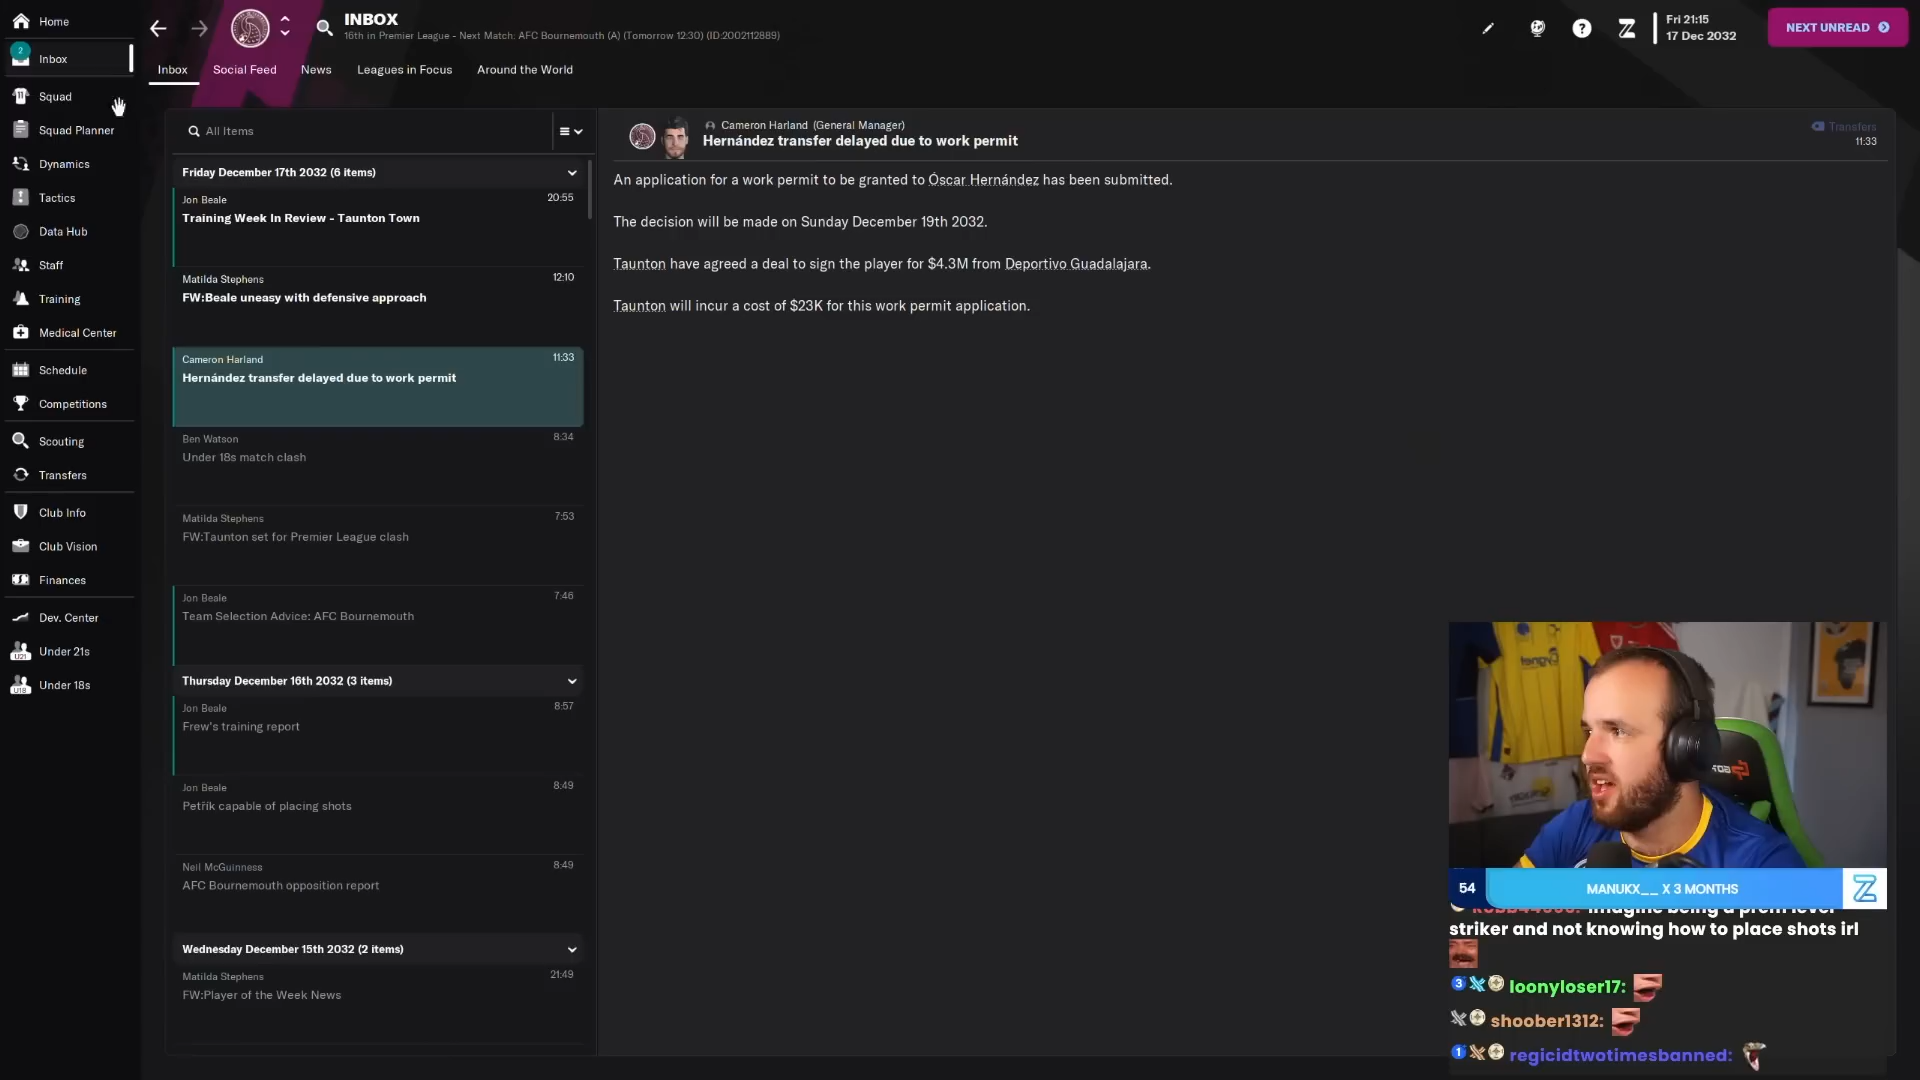 Home
2
Inbox
Squad
Squad Planner
Dynamics
Tactics
Data Hub
Staff
Training
Medical Center
Schedule
Competitions
Scouting
Transfers
Club Info
Club Vision
Finances
Dev. Center
Under 21s
Under 18s
INBOX
16th in Premier League - Next Match: AFC Bournemouth (A) (Tomorrow 12:30) (ID:2002112889)
Fri 21:15
17 Dec 2032
NEXT UNREAD
Inbox
Social Feed
News
Leagues in Focus
Around the World
All Items
Friday December 17th 2032 (6 items)
Jon Beale
20:55
Training Week In Review - Taunton Town
Matilda Stephens
12:10
FW:Beale uneasy with defensive approach
Cameron Harland
11:33
Hernández transfer delayed due to work permit
Ben Watson
8:34
Under 18s match clash
Matilda Stephens
7:53
FW:Taunton set for Premier League clash
Jon Beale
7:46
Team Selection Advice: AFC Bournemouth
Thursday December 16th 2032 (3 items)
Jon Beale
8:57
Frew's training report
Jon Beale
8:49
Petřík capable of placing shots
Neil McGuinness
8:49
AFC Bournemouth opposition report
Wednesday December 15th 2032 (2 items)
Matilda Stephens
21:49
FW:Player of the Week News
Cameron Harland (General Manager)
Hernández transfer delayed due to work permit
Transfers
11:33
An application for a work permit to be granted to Óscar Hernández has been submitted.
The decision will be made on Sunday December 19th 2032.
Taunton have agreed a deal to sign the player for $4.3M from Deportivo Guadalajara.
Taunton will incur a cost of $23K for this work permit application.
54
MANUKX__ X 3 MONTHS
imagine being a prem level
striker and not knowing how to place shots irl
loonyloser17:
shoober1312:
regicidtwotimesbanned: